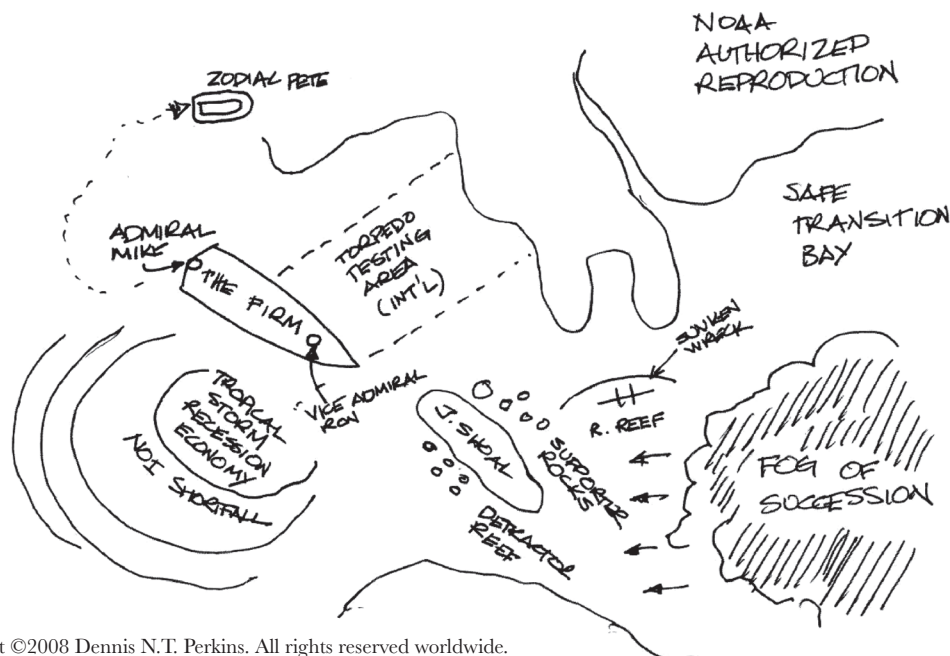 NOAA
AUTHORIZED
REPRODUCTION
ZODIAL PETE
SAFE
TRANSITION
BAY
ADMIRAL
MIKE
THE FIRM
TORPEDO
TESTING
AREA
(INT'L)
VICE ADMIRAL
RON
SUNKEN
WRECK
R. REEF
J. SHOAL
SUPPORTER
ROCKS
DETRACTOR
REEF
TROPICAL
STORM
RECESSION
ECONOMY
NOI SHORTFALL
FOG OF
SUCCESSION
t ©2008 Dennis N.T. Perkins. All rights reserved worldwide.